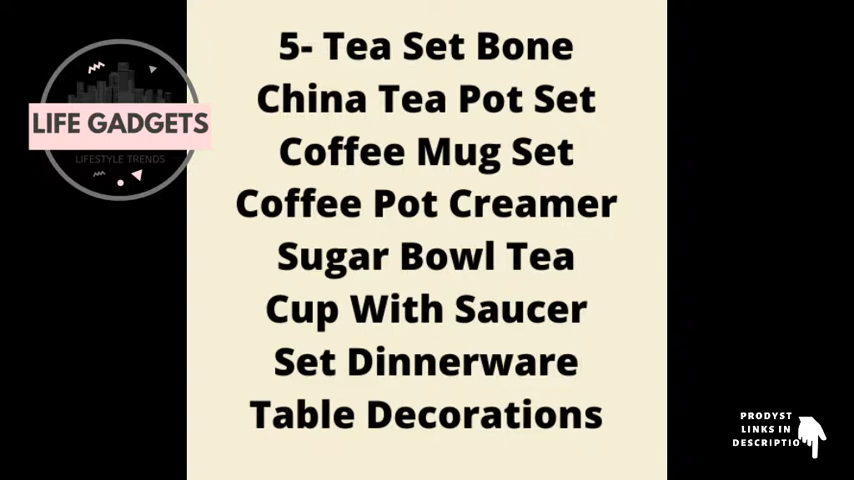 5- Tea Set Bone
China Tea Pot Set
Coffee Mug Set
Coffee Pot Creamer
Sugar Bowl Tea
Cup With Saucer
Set Dinnerware
Table Decorations
LIFE GADGETS
LIFESTYLE TRENDS
PRODYST
LINKS IN
DESCRIPTIO